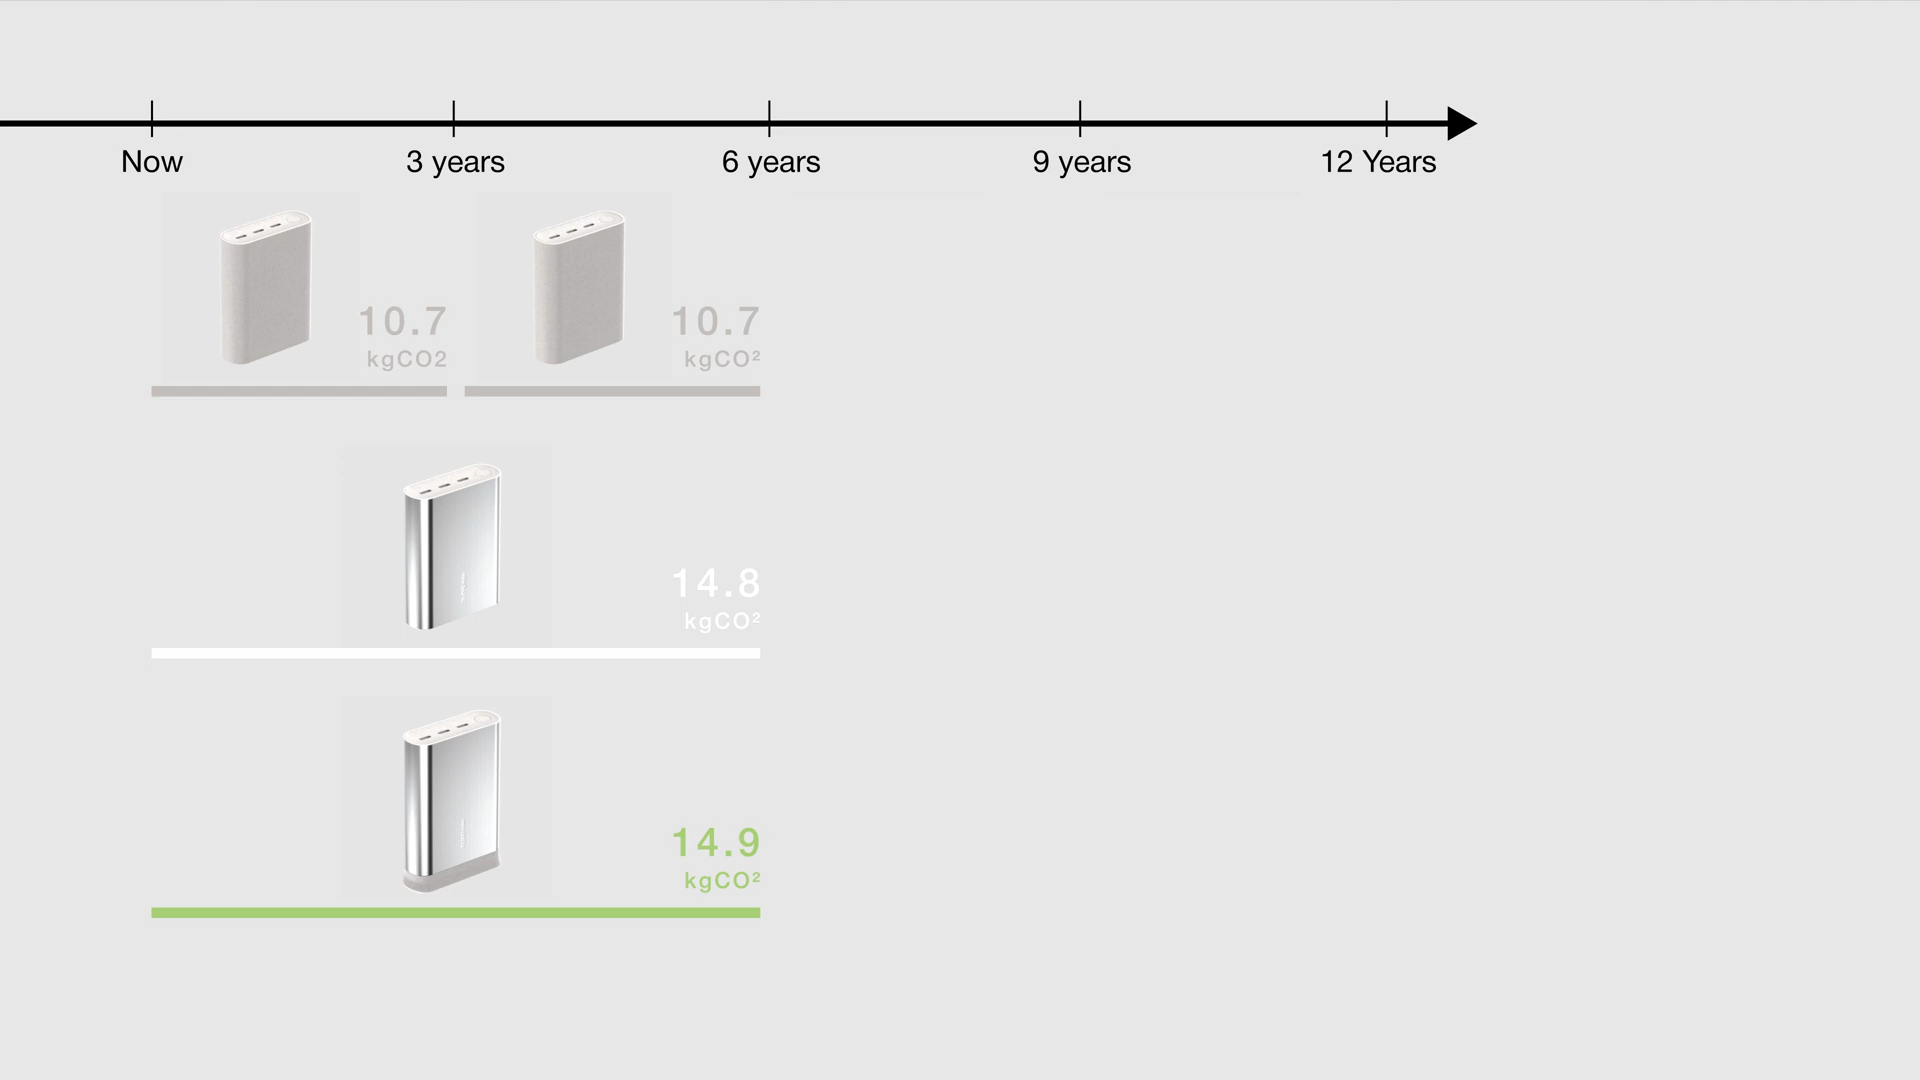 Now
3 years
6 years
9 years
12 Years
10.7
kgCO2
10.7
kgCO²
14.8
kgCO²
14.9
kgCO²